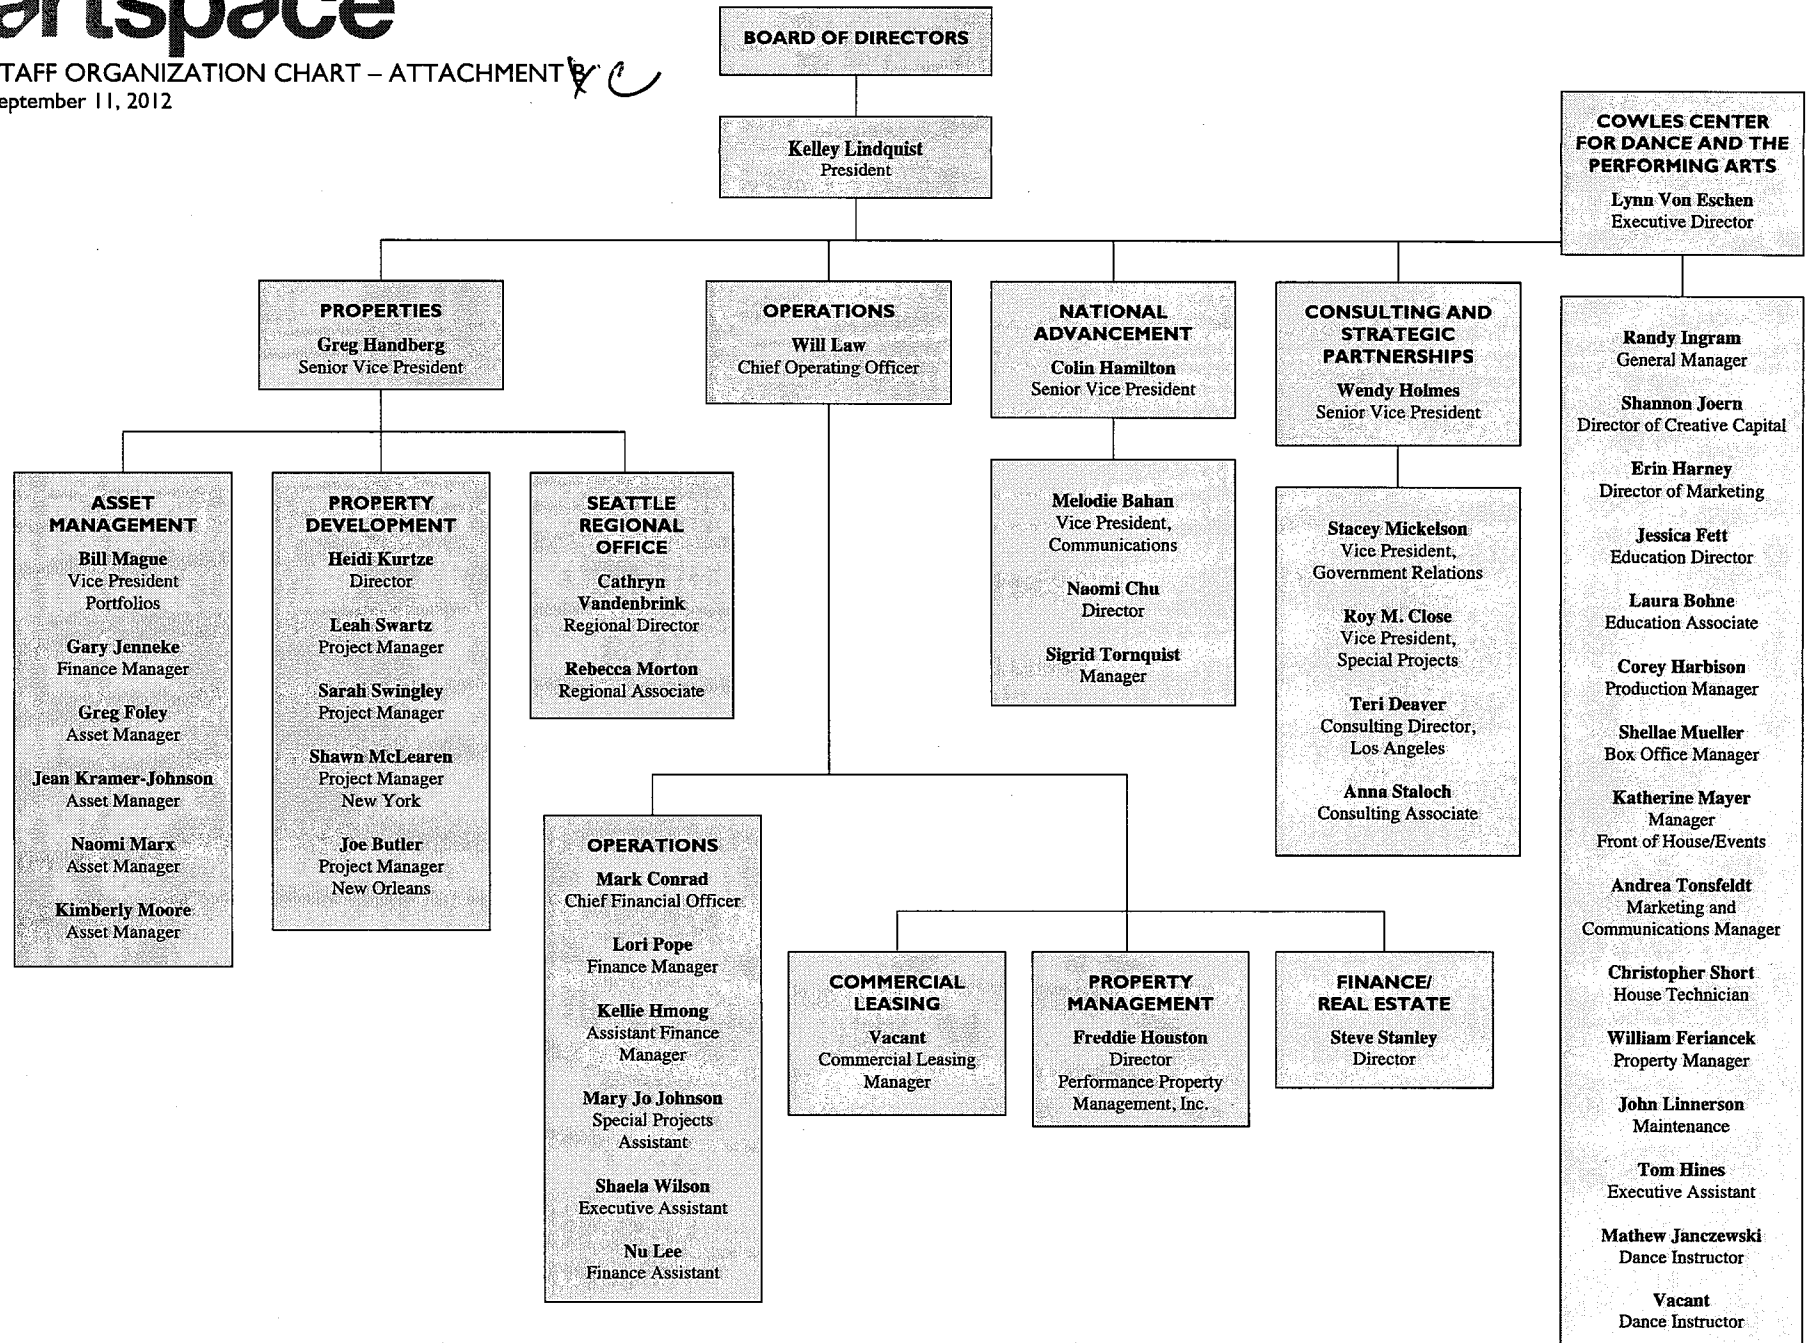 artspace
TAFF ORGANIZATION CHART – ATTACHMENT C
eptember 11, 2012
BOARD OF DIRECTORS
Kelley Lindquist
President
COWLES CENTER
FOR DANCE AND THE
PERFORMING ARTS
Lynn Von Eschen
Executive Director
PROPERTIES
Greg Handberg
Senior Vice President
OPERATIONS
Will Law
Chief Operating Officer
NATIONAL
ADVANCEMENT
Colin Hamilton
Senior Vice President
CONSULTING AND
STRATEGIC
PARTNERSHIPS
Wendy Holmes
Senior Vice President
ASSET
MANAGEMENT
Bill Mague
Vice President
Portfolios
Gary Jenneke
Finance Manager
Greg Foley
Asset Manager
Jean Kramer-Johnson
Asset Manager
Naomi Marx
Asset Manager
Kimberly Moore
Asset Manager
PROPERTY
DEVELOPMENT
Heidi Kurtze
Director
Leah Swartz
Project Manager
Sarah Swingley
Project Manager
Shawn McLearen
Project Manager
New York
Joe Butler
Project Manager
New Orleans
SEATTLE
REGIONAL
OFFICE
Cathryn
Vandenbrink
Regional Director
Rebecca Morton
Regional Associate
OPERATIONS
Mark Conrad
Chief Financial Officer
Lori Pope
Finance Manager
Kellie Hmong
Assistant Finance
Manager
Mary Jo Johnson
Special Projects
Assistant
Shaela Wilson
Executive Assistant
Nu Lee
Finance Assistant
COMMERCIAL
LEASING
Vacant
Commercial Leasing
Manager
PROPERTY
MANAGEMENT
Freddie Houston
Director
Performance Property
Management, Inc.
FINANCE/
REAL ESTATE
Steve Stanley
Director
Melodie Bahan
Vice President,
Communications
Naomi Chu
Director
Sigrid Tornquist
Manager
Stacey Mickelson
Vice President,
Government Relations
Roy M. Close
Vice President,
Special Projects
Teri Deaver
Consulting Director,
Los Angeles
Anna Staloch
Consulting Associate
Randy Ingram
General Manager
Shannon Joern
Director of Creative Capital
Erin Harney
Director of Marketing
Jessica Fett
Education Director
Laura Bohne
Education Associate
Corey Harbison
Production Manager
Shellae Mueller
Box Office Manager
Katherine Mayer
Manager
Front of House/Events
Andrea Tonsfeldt
Marketing and
Communications Manager
Christopher Short
House Technician
William Feriancek
Property Manager
John Linnerson
Maintenance
Tom Hines
Executive Assistant
Mathew Janczewski
Dance Instructor
Vacant
Dance Instructor